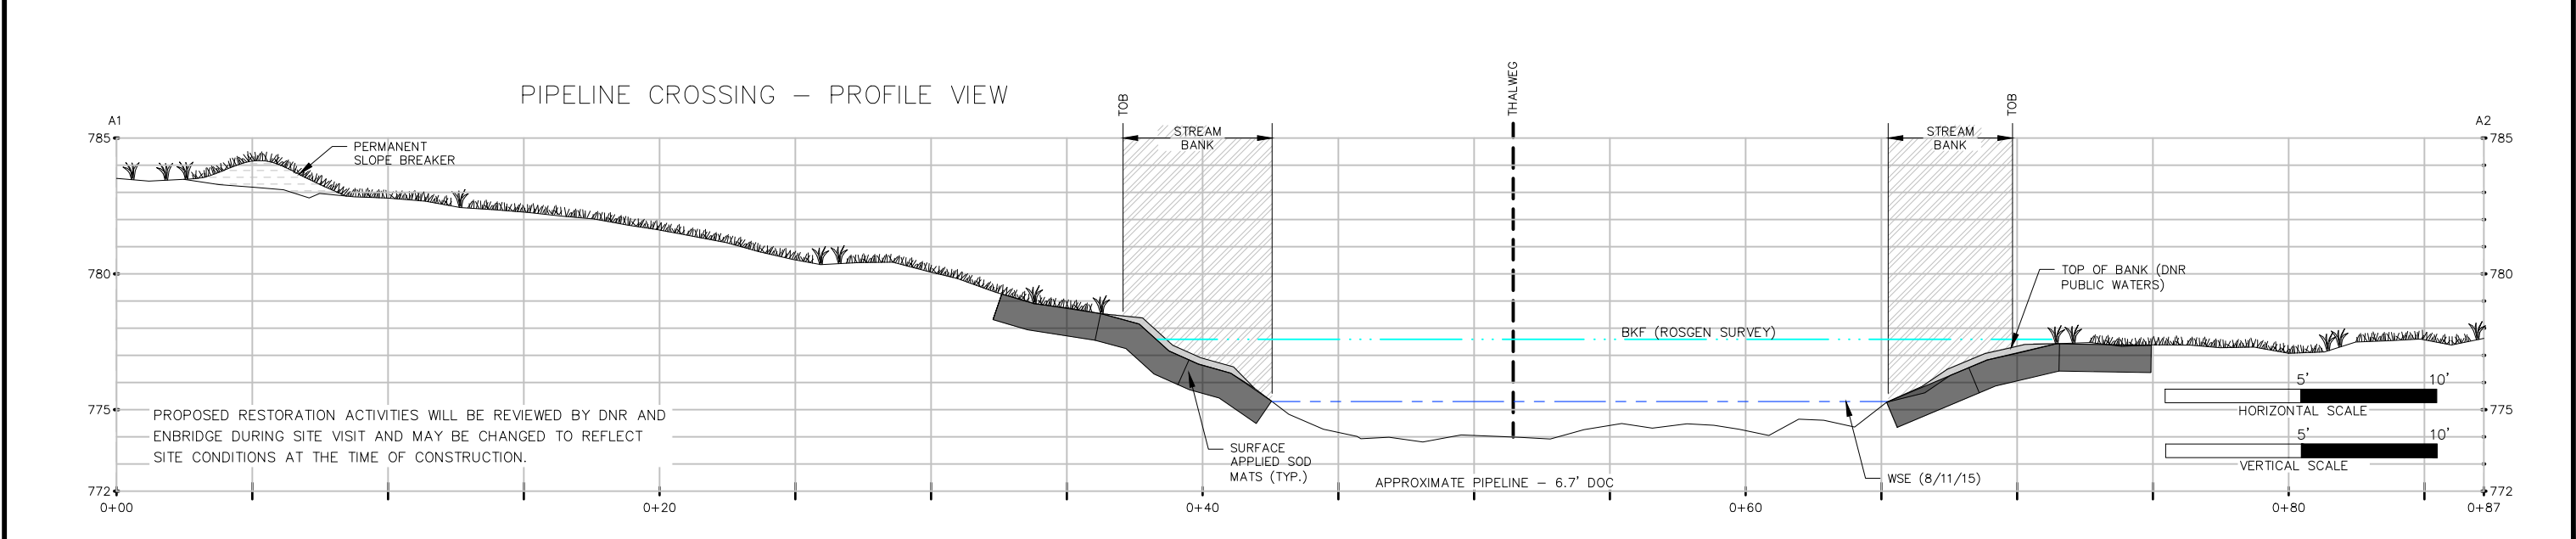 PIPELINE CROSSING – PROFILE VIEW
THALWEG
TOB
TOB
A1
A2
STREAM
BANK
STREAM
BANK
785
785
PERMANENT
SLOPE BREAKER
780
780
TOP OF BANK (DNR
PUBLIC WATERS)
BKF (ROSGEN SURVEY)
5' 10'
HORIZONTAL SCALE
775
775
PROPOSED RESTORATION ACTIVITIES WILL BE REVIEWED BY DNR AND
ENBRIDGE DURING SITE VISIT AND MAY BE CHANGED TO REFLECT
SITE CONDITIONS AT THE TIME OF CONSTRUCTION.
5' 10'
VERTICAL SCALE
SURFACE
APPLIED SOD
MATS (TYP.)
WSE (8/11/15)
APPROXIMATE PIPELINE – 6.7' DOC
772
772
0+00 0+20 0+40 0+60 0+80 0+87